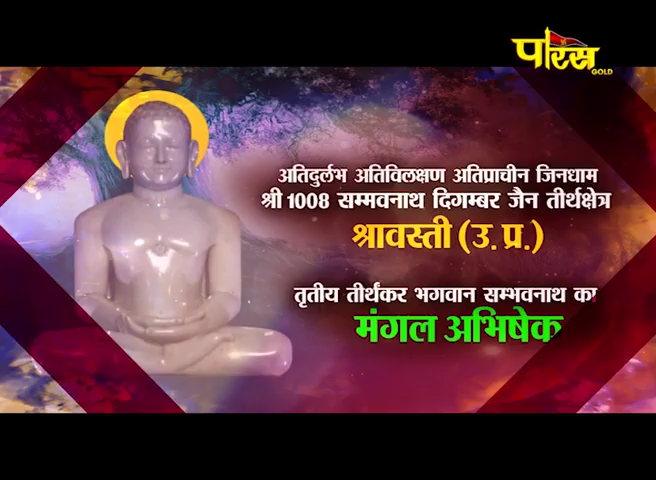 पारस
GOLD
अतिदुर्लभ अतिविलक्षण अतिप्राचीन जिनधाम
श्री 1008 सम्भवनाथ दिगम्बर जैन तीर्थक्षेत्र
श्रावस्ती (उ. प्र.)
तृतीय तीर्थंकर भगवान सम्भवनाथ का
मंगल अभिषेक